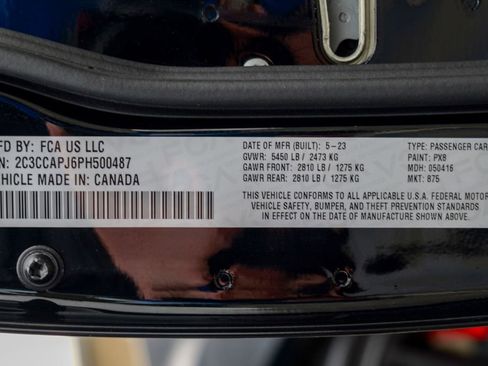 MFD BY: FCA US LLC
VIN: 2C3CCAPJ6PH500487
VEHICLE MADE IN: CANADA
DATE OF MFR (BUILT): 5-23
GVWR: 5450 LB / 2473 KG
GAWR FRONT: 2810 LB / 1275 KG
GAWR REAR: 2810 LB / 1275 KG
TYPE: PASSENGER CAR
PAINT: PX8
MDH: 050416
MKT: 875
THIS VEHICLE CONFORMS TO ALL APPLICABLE U.S.A. FEDERAL MOTOR
VEHICLE SAFETY, BUMPER, AND THEFT PREVENTION STANDARDS
IN EFFECT ON THE DATE OF MANUFACTURE SHOWN ABOVE.